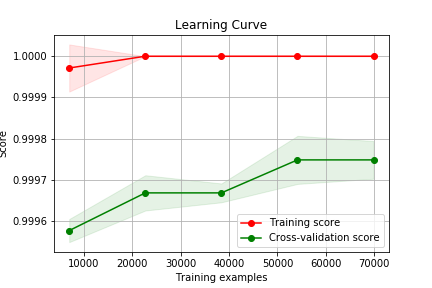 Learning Curve
1.0000
0.9999
0.9998
0.9997
0.9996
Score
10000 20000 30000 40000 50000 60000 70000
Training examples
Training score
Cross-validation score